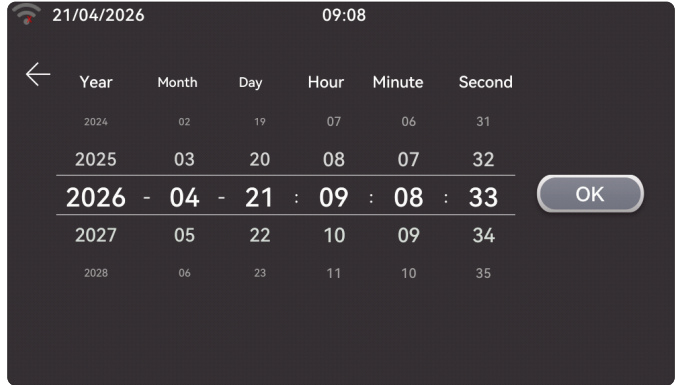 21/04/2026 09:08
Year Month Day Hour Minute Second
2024 02 19 07 06 31
2025 03 20 08 07 32
2026 - 04 - 21 : 09 : 08 : 33
OK
2027 05 22 10 09 34
2028 06 23 11 10 35